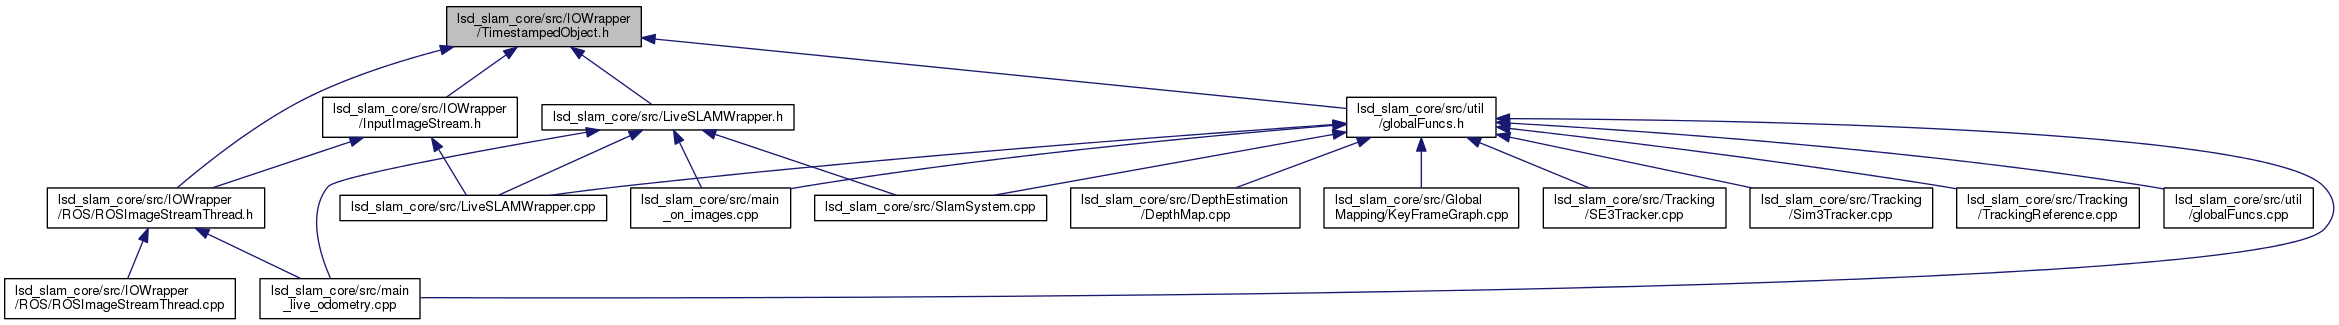 lsd_slam_core/src/IOWrapper
/TimestampedObject.h
lsd_slam_core/src/IOWrapper
/InputImageStream.h
lsd_slam_core/src/LiveSLAMWrapper.h
lsd_slam_core/src/util
/globalFuncs.h
lsd_slam_core/src/IOWrapper
/ROS/ROSImageStreamThread.h
lsd_slam_core/src/LiveSLAMWrapper.cpp
lsd_slam_core/src/main
_on_images.cpp
lsd_slam_core/src/SlamSystem.cpp
lsd_slam_core/src/DepthEstimation
/DepthMap.cpp
lsd_slam_core/src/Global
Mapping/KeyFrameGraph.cpp
lsd_slam_core/src/Tracking
/SE3Tracker.cpp
lsd_slam_core/src/Tracking
/Sim3Tracker.cpp
lsd_slam_core/src/Tracking
/TrackingReference.cpp
lsd_slam_core/src/util
/globalFuncs.cpp
lsd_slam_core/src/IOWrapper
/ROS/ROSImageStreamThread.cpp
lsd_slam_core/src/main
_live_odometry.cpp